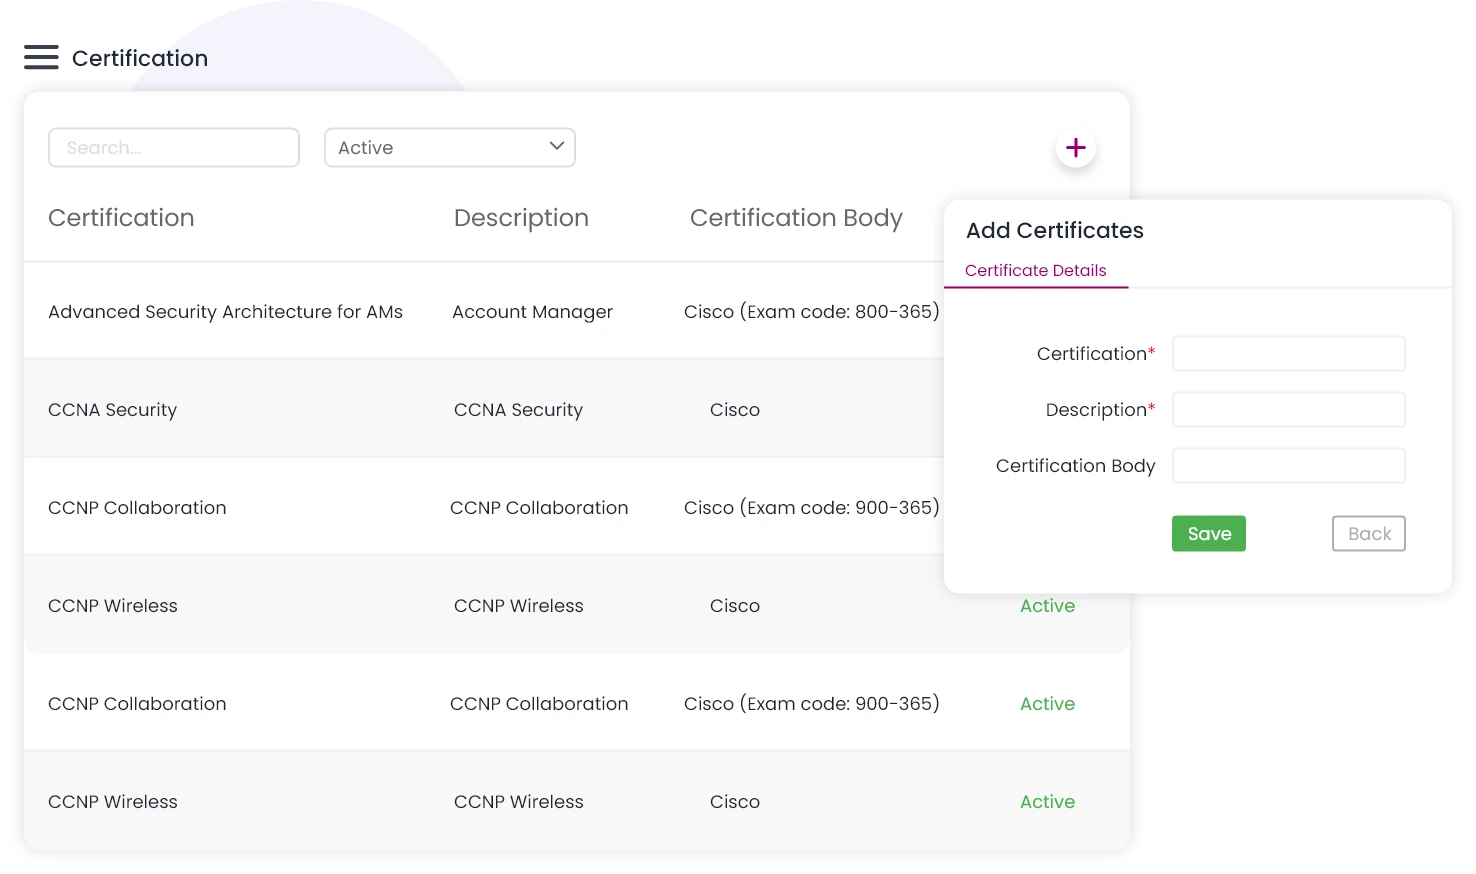 Certification
Search...
Active
Certification Description Certification Body
Advanced Security Architecture for AMs Account Manager Cisco (Exam code: 800-365)
CCNA Security CCNA Security Cisco
CCNP Collaboration CCNP Collaboration Cisco (Exam code: 900-365)
CCNP Wireless CCNP Wireless Cisco Active
CCNP Collaboration CCNP Collaboration Cisco (Exam code: 900-365) Active
CCNP Wireless CCNP Wireless Cisco Active
Add Certificates
Certificate Details
Certification*
Description*
Certification Body
Save Back